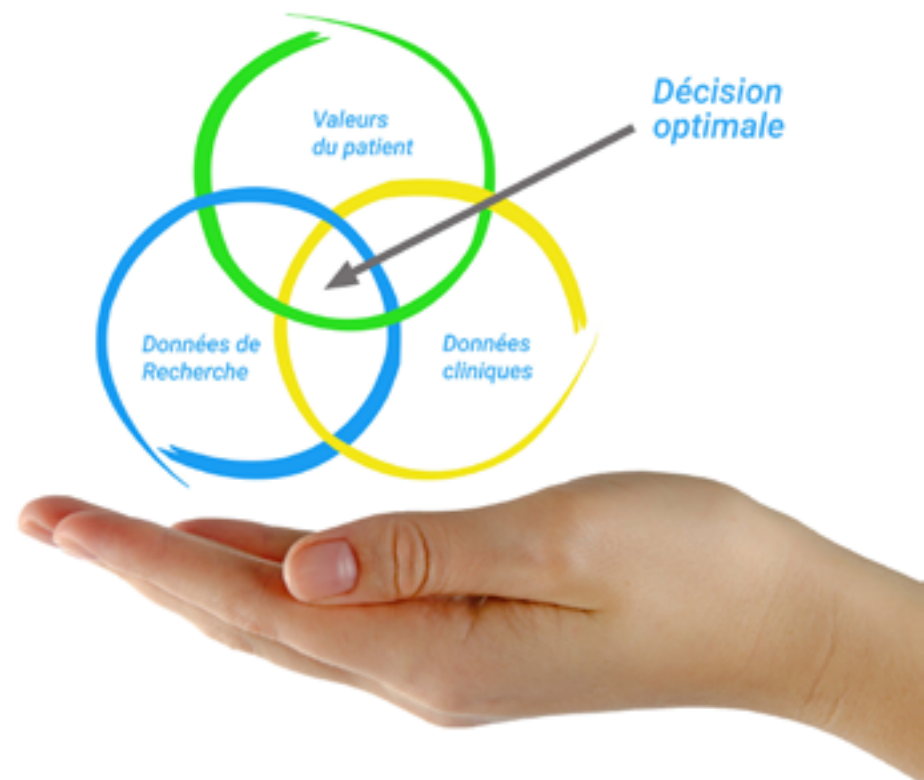 Valeurs
du patient
Décision
optimale
Données de
Recherche
Données
cliniques